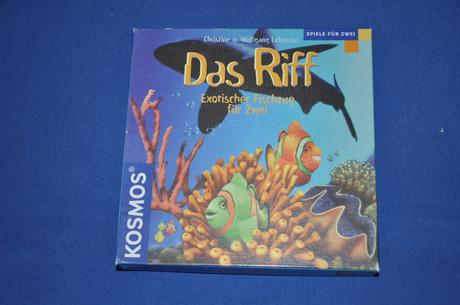 Christine u. Wolfgang Lehmann
SPIELE FÜR ZWEI
Das Riff
Exotischer Fischzug
für Zwei
KOSMOS®